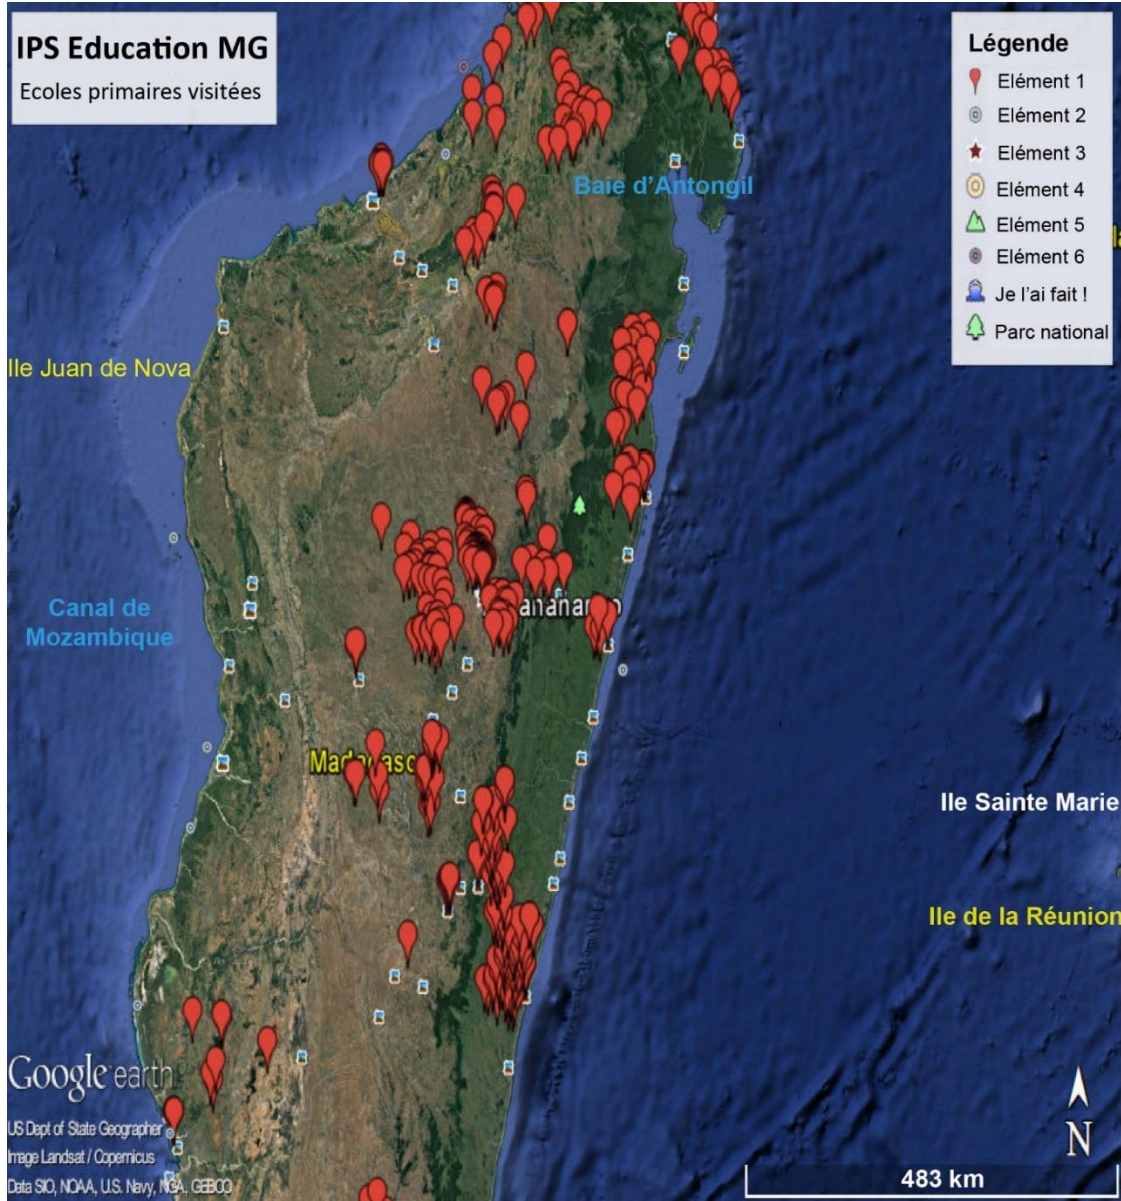 IPS Education MG
Ecoles primaires visitées
Légende
Elément 1
Elément 2
Elément 3
Elément 4
Elément 5
Elément 6
Je l'ai fait !
Parc national
Baie d'Antongil
Ile Juan de Nova
Canal de
Mozambique
Ile Sainte Marie
Ile de la Réunion
Google earth
US Dept of State Geographer
Image Landsat / Copernicus
Data SIO, NOAA, U.S. Navy, NGA, GEBCO
N
483 km